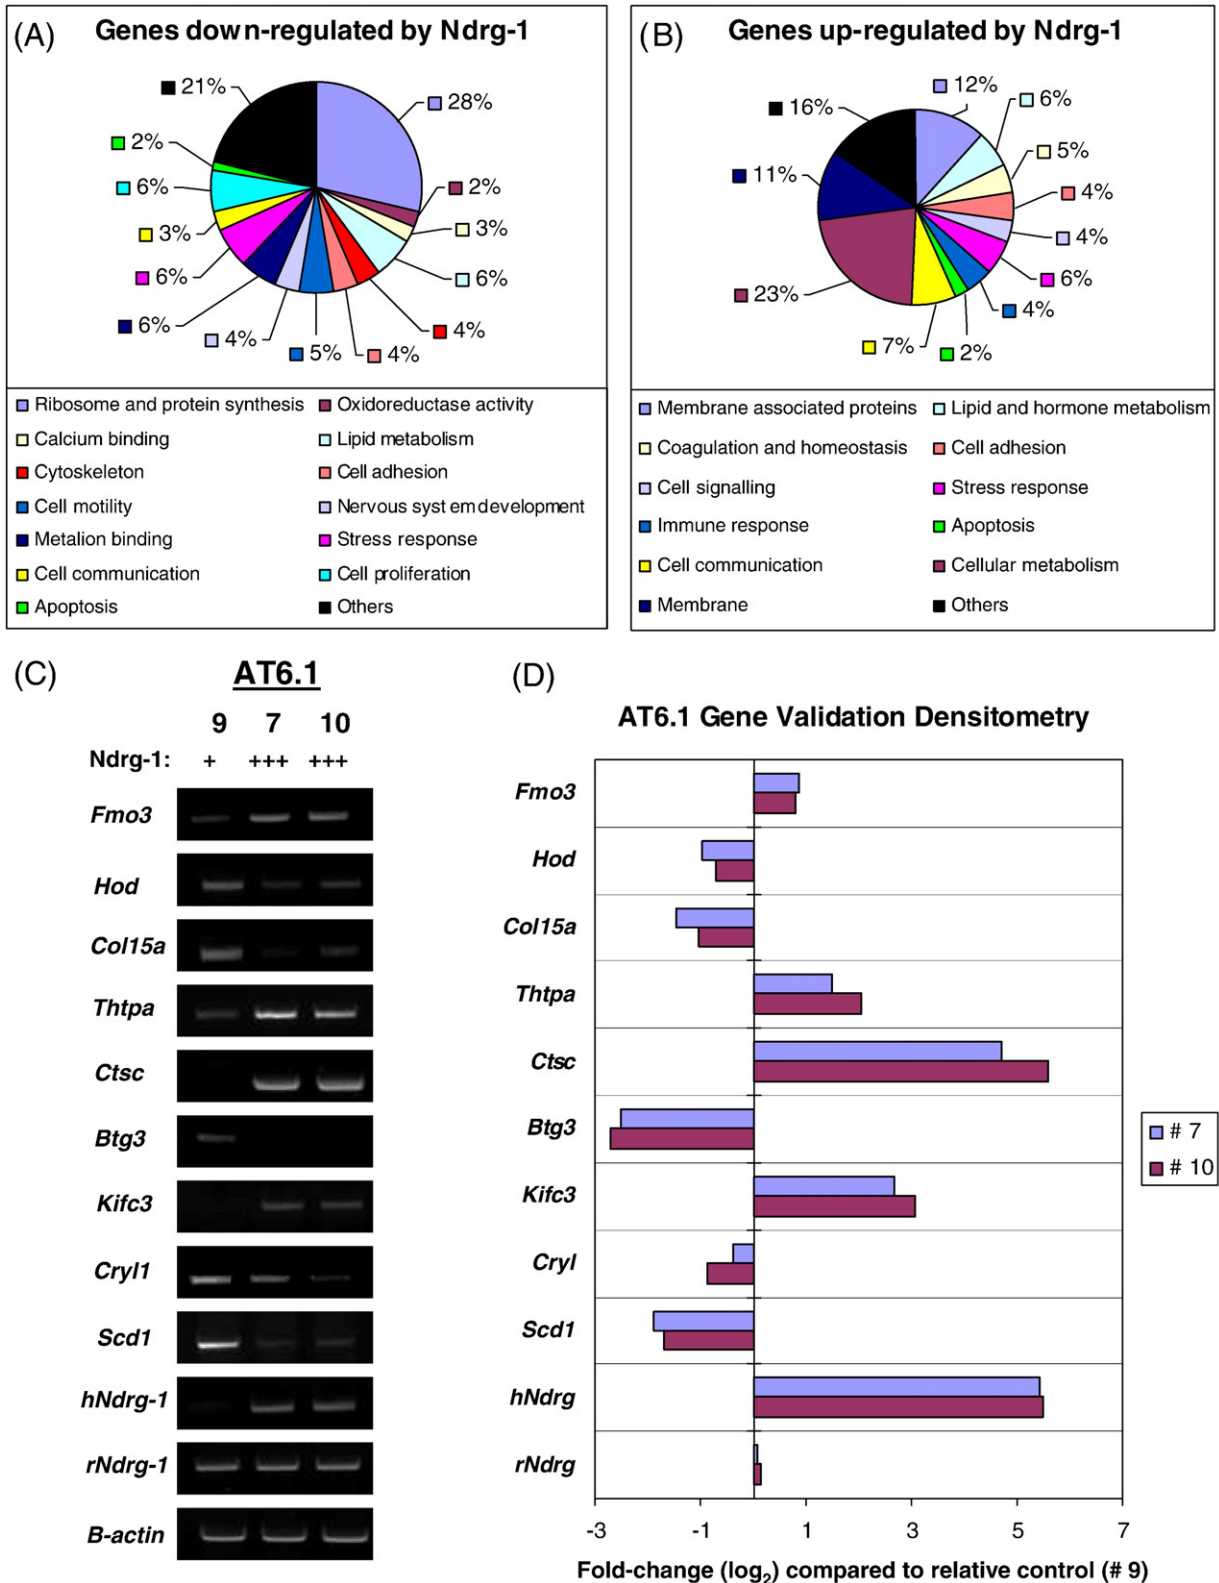 (A) Genes down-regulated by Ndrg-1
21%
28%
2%
2%
6%
3%
3%
6%
6%
6%
4%
4%
5%
4%
Ribosome and protein synthesis
Oxidoreductase activity
Calcium binding
Lipid metabolism
Cytoskeleton
Cell adhesion
Cell motility
Nervous system development
Metalion binding
Stress response
Cell communication
Cell proliferation
Apoptosis
Others
(B) Genes up-regulated by Ndrg-1
12%
6%
16%
5%
11%
4%
4%
23%
6%
4%
7%
2%
Membrane associated proteins
Lipid and hormone metabolism
Coagulation and homeostasis
Cell adhesion
Cell signalling
Stress response
Immune response
Apoptosis
Cell communication
Cellular metabolism
Membrane
Others
(C)
AT6.1
9 7 10
Ndrg-1: + +++ +++
Fmo3
Hod
Col15a
Thtpa
Ctsc
Btg3
Kifc3
Cryl1
Scd1
hNdrg-1
rNdrg-1
B-actin
(D)
AT6.1 Gene Validation Densitometry
Fmo3
Hod
Col15a
Thtpa
Ctsc
Btg3
Kifc3
Cryl
Scd1
hNdrg
rNdrg
# 7
# 10
-3 -1 1 3 5 7
Fold-change (log2) compared to relative control (# 9)